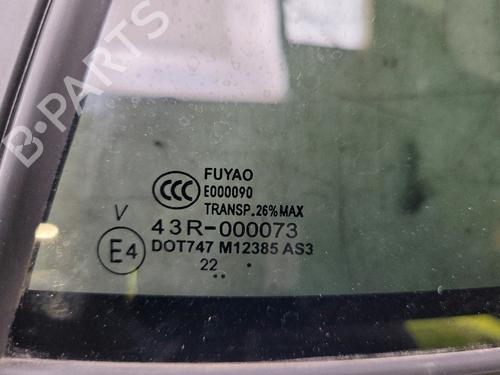 B-PARTS
CCC
FUYAO
E000090
TRANSP.26%MAX
V
43R-000073
E4
DOT747 M12385 AS3
22..
..